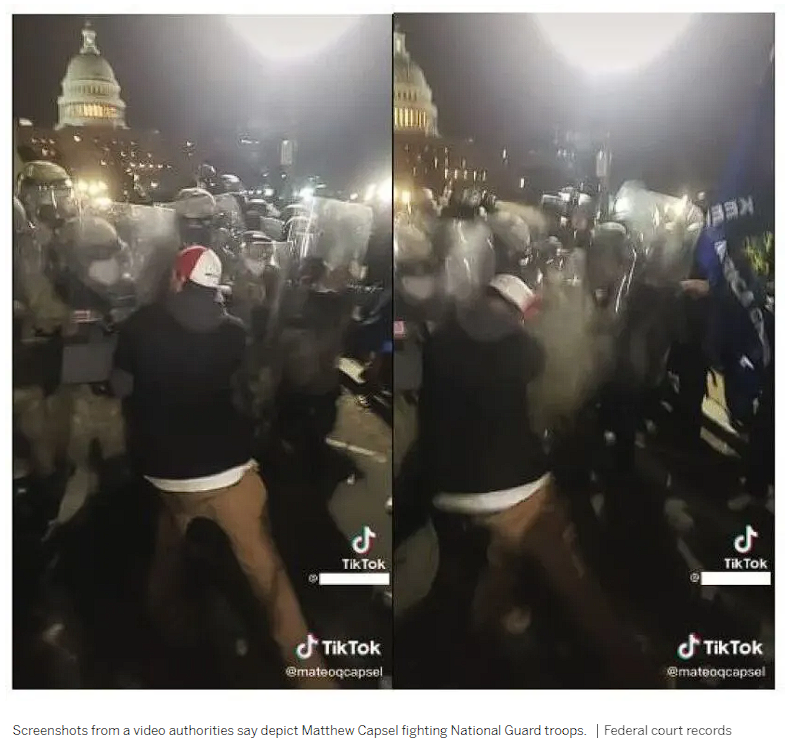 TikTok
@
TikTok
@mateoqcapsel
KEE
TikTok
@
TikTok
@mateoqcapsel
Screenshots from a video authorities say depict Matthew Capsel fighting National Guard troops. | Federal court records